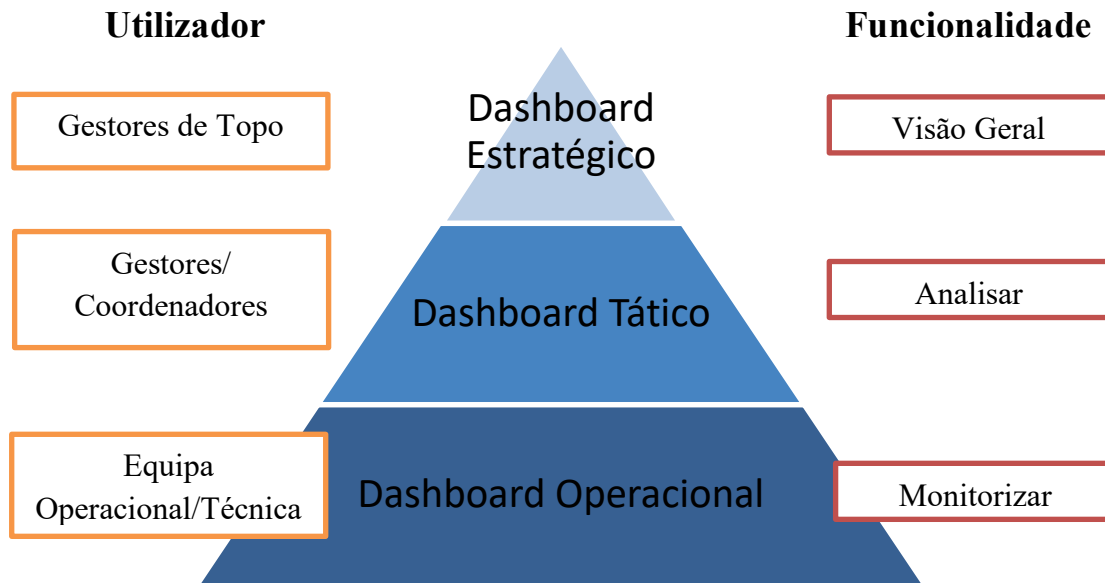 Utilizador
Funcionalidade
Gestores de Topo
Dashboard
Estratégico
Visão Geral
Gestores/
Coordenadores
Dashboard Tático
Analisar
Equipa
Operacional/Técnica
Dashboard Operacional
Monitorizar